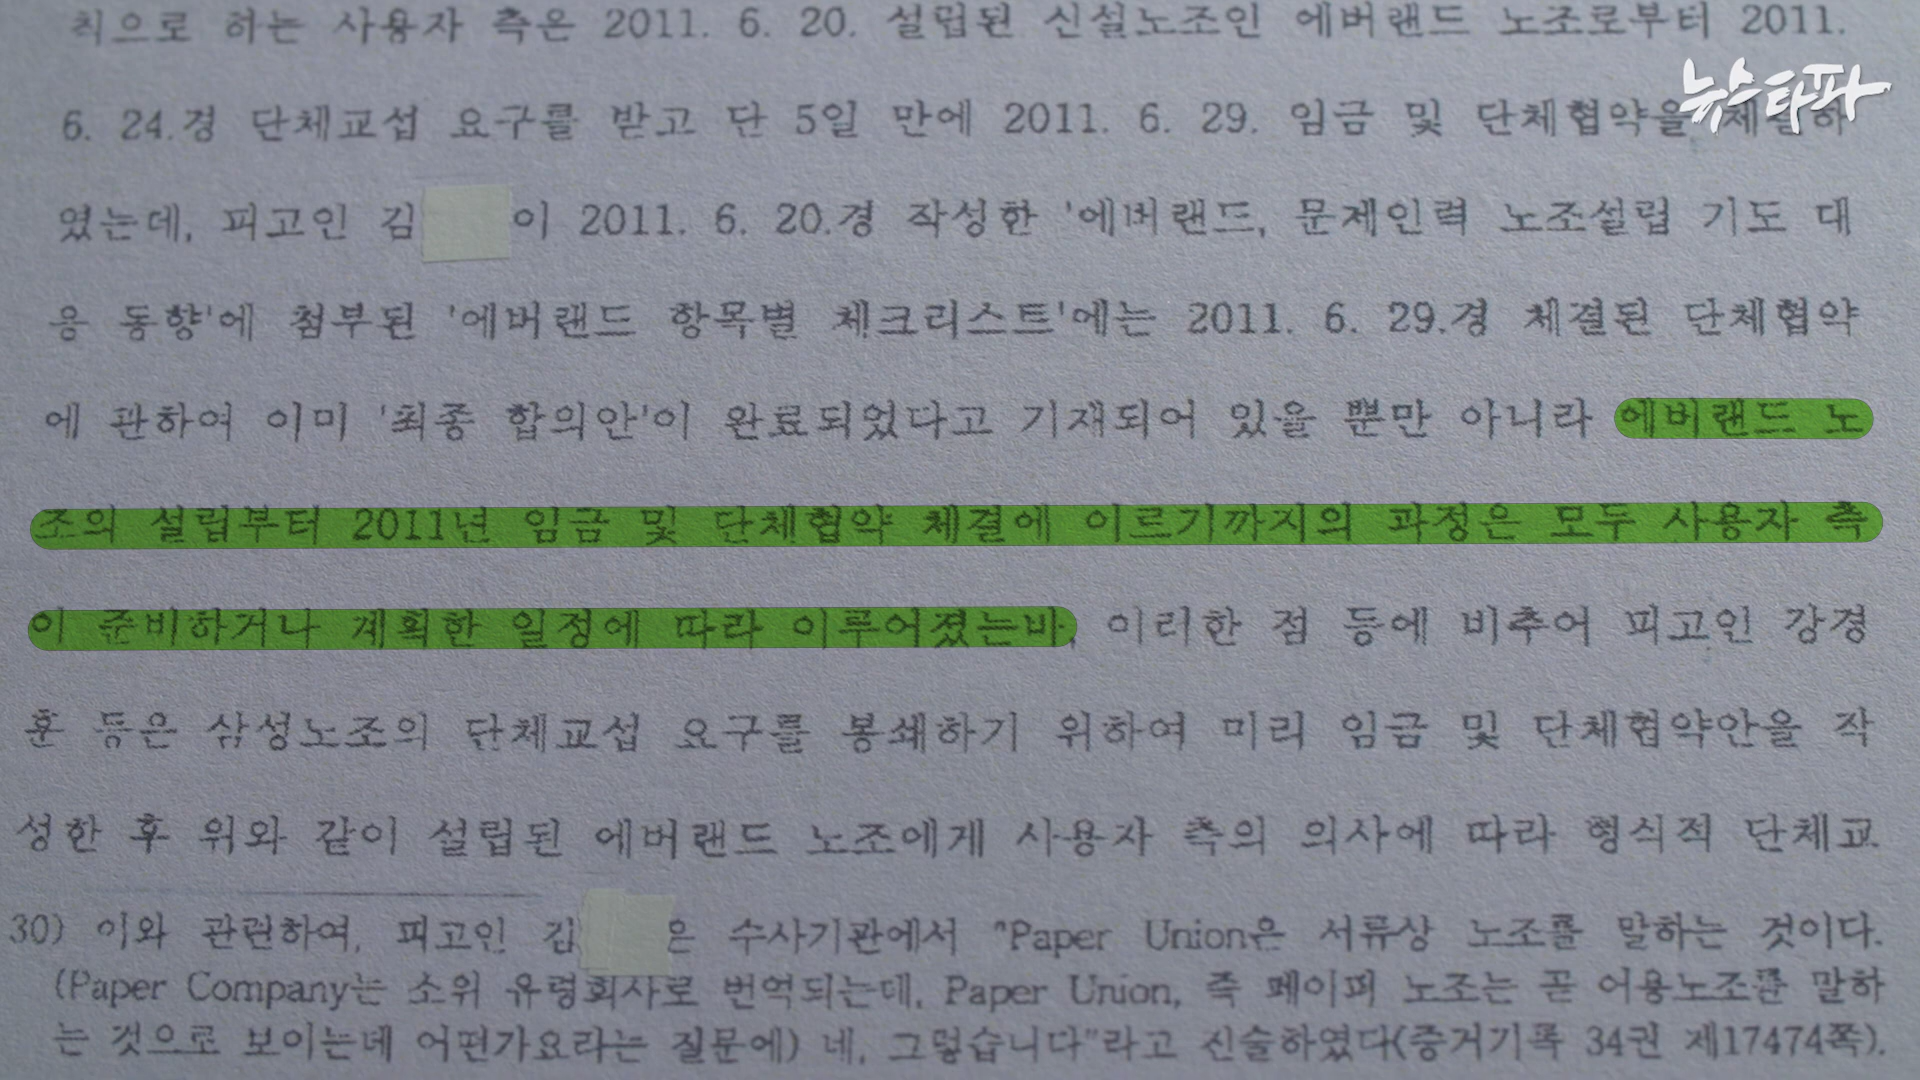 칙으로 하는 사용자 측은 2011. 6. 20. 설립된 신설노조인 에버랜드 노조로부터 2011.
뉴스타파
6. 24.경 단체교섭 요구를 받고 단 5일 만에 2011. 6. 29. 임금 및 단체협약을 체결하
였는데, 피고인 김 이 2011. 6. 20.경 작성한 '에버랜드, 문제인력 노조설립 기도 대
응 동향'에 첨부된 '에버랜드 항목별 체크리스트'에는 2011. 6. 29.경 체결된 단체협약
에 관하여 이미 '최종 합의안'이 완료되었다고 기재되어 있을 뿐만 아니라 에버랜드 노
조의 설립부터 2011년 임금 및 단체협약 체결에 이르기까지의 과정은 모두 사용자 측
이 준비하거나 계획한 일정에 따라 이루어졌는바, 이러한 점 등에 비추어 피고인 강경
훈 등은 삼성노조의 단체교섭 요구를 봉쇄하기 위하여 미리 임금 및 단체협약안을 작
성한 후 위와 같이 설립된 에버랜드 노조에게 사용자 측의 의사에 따라 형식적 단체교
30) 이와 관련하여, 피고인 김 은 수사기관에서 "Paper Union은 서류상 노조를 말하는 것이다.
(Paper Company는 소위 유령회사로 번역되는데, Paper Union, 즉 페이퍼 노조는 곧 어용노조를 말하
는 것으로 보이는데 어떤가요라는 질문에) 네, 그렇습니다"라고 진술하였다(증거기록 34권 제17474쪽).